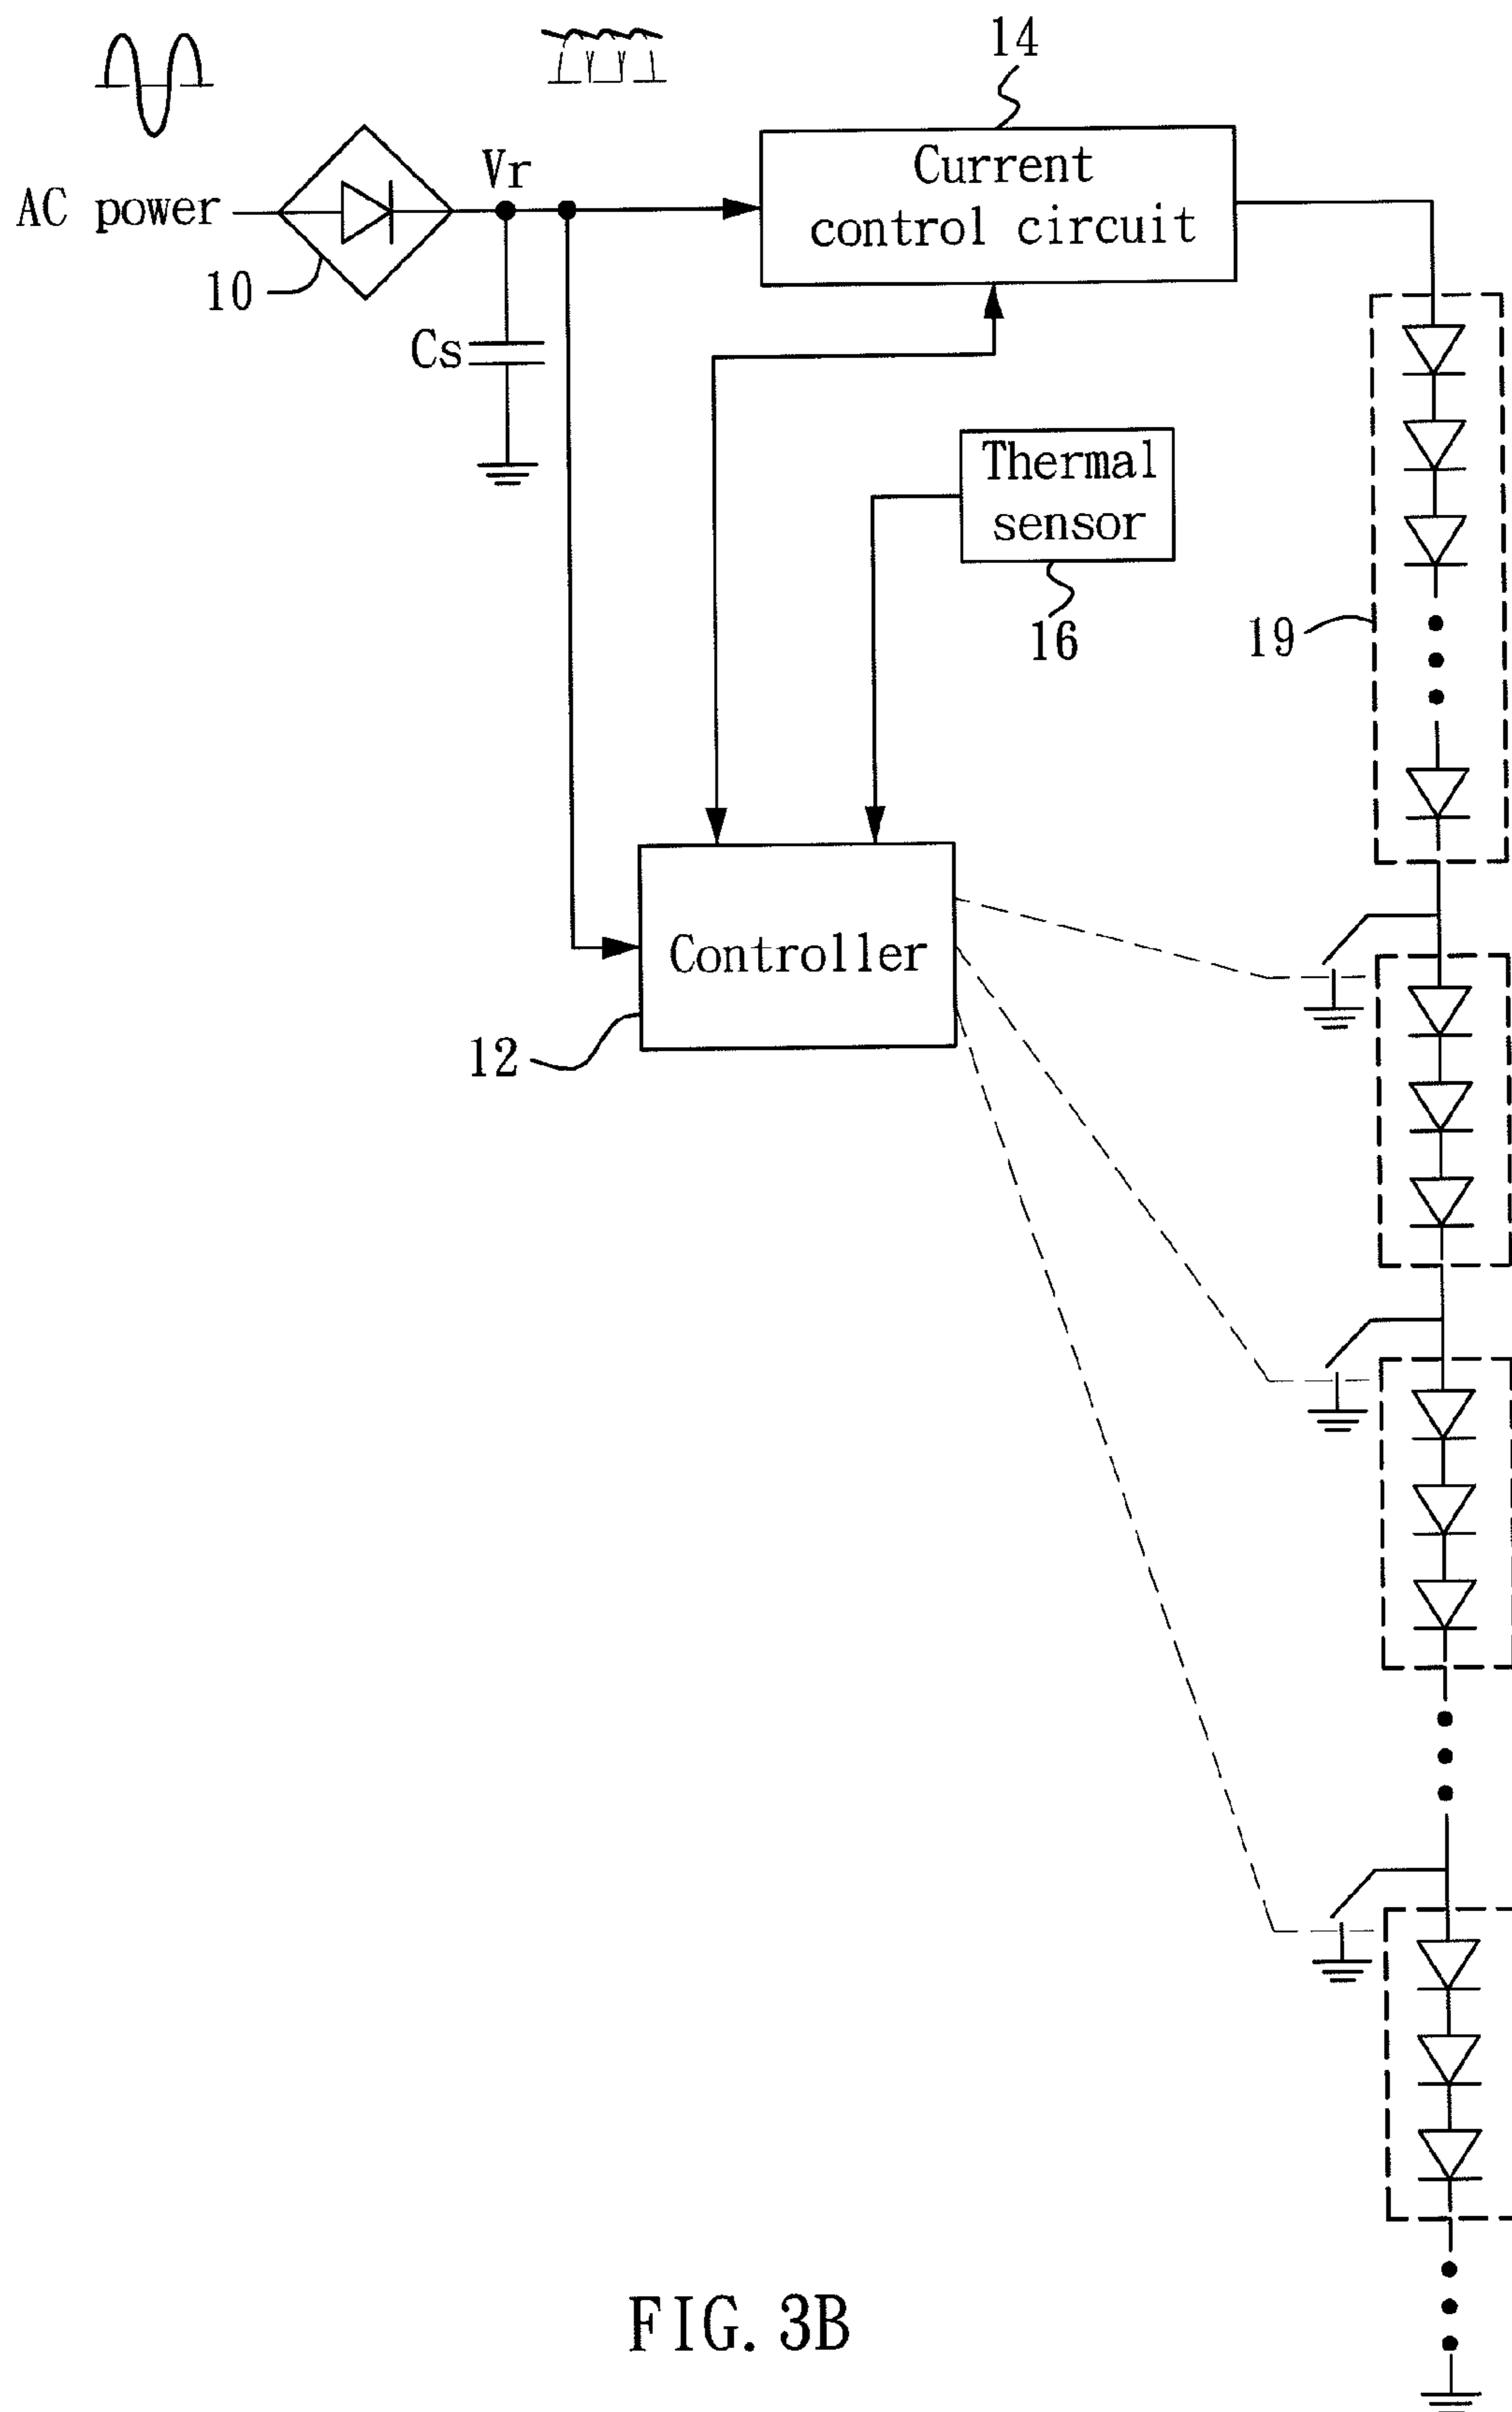 14
Vr
Current
control circuit
AC power
10
Cs
Thermal
sensor
16
19
Controller
12
FIG. 3B